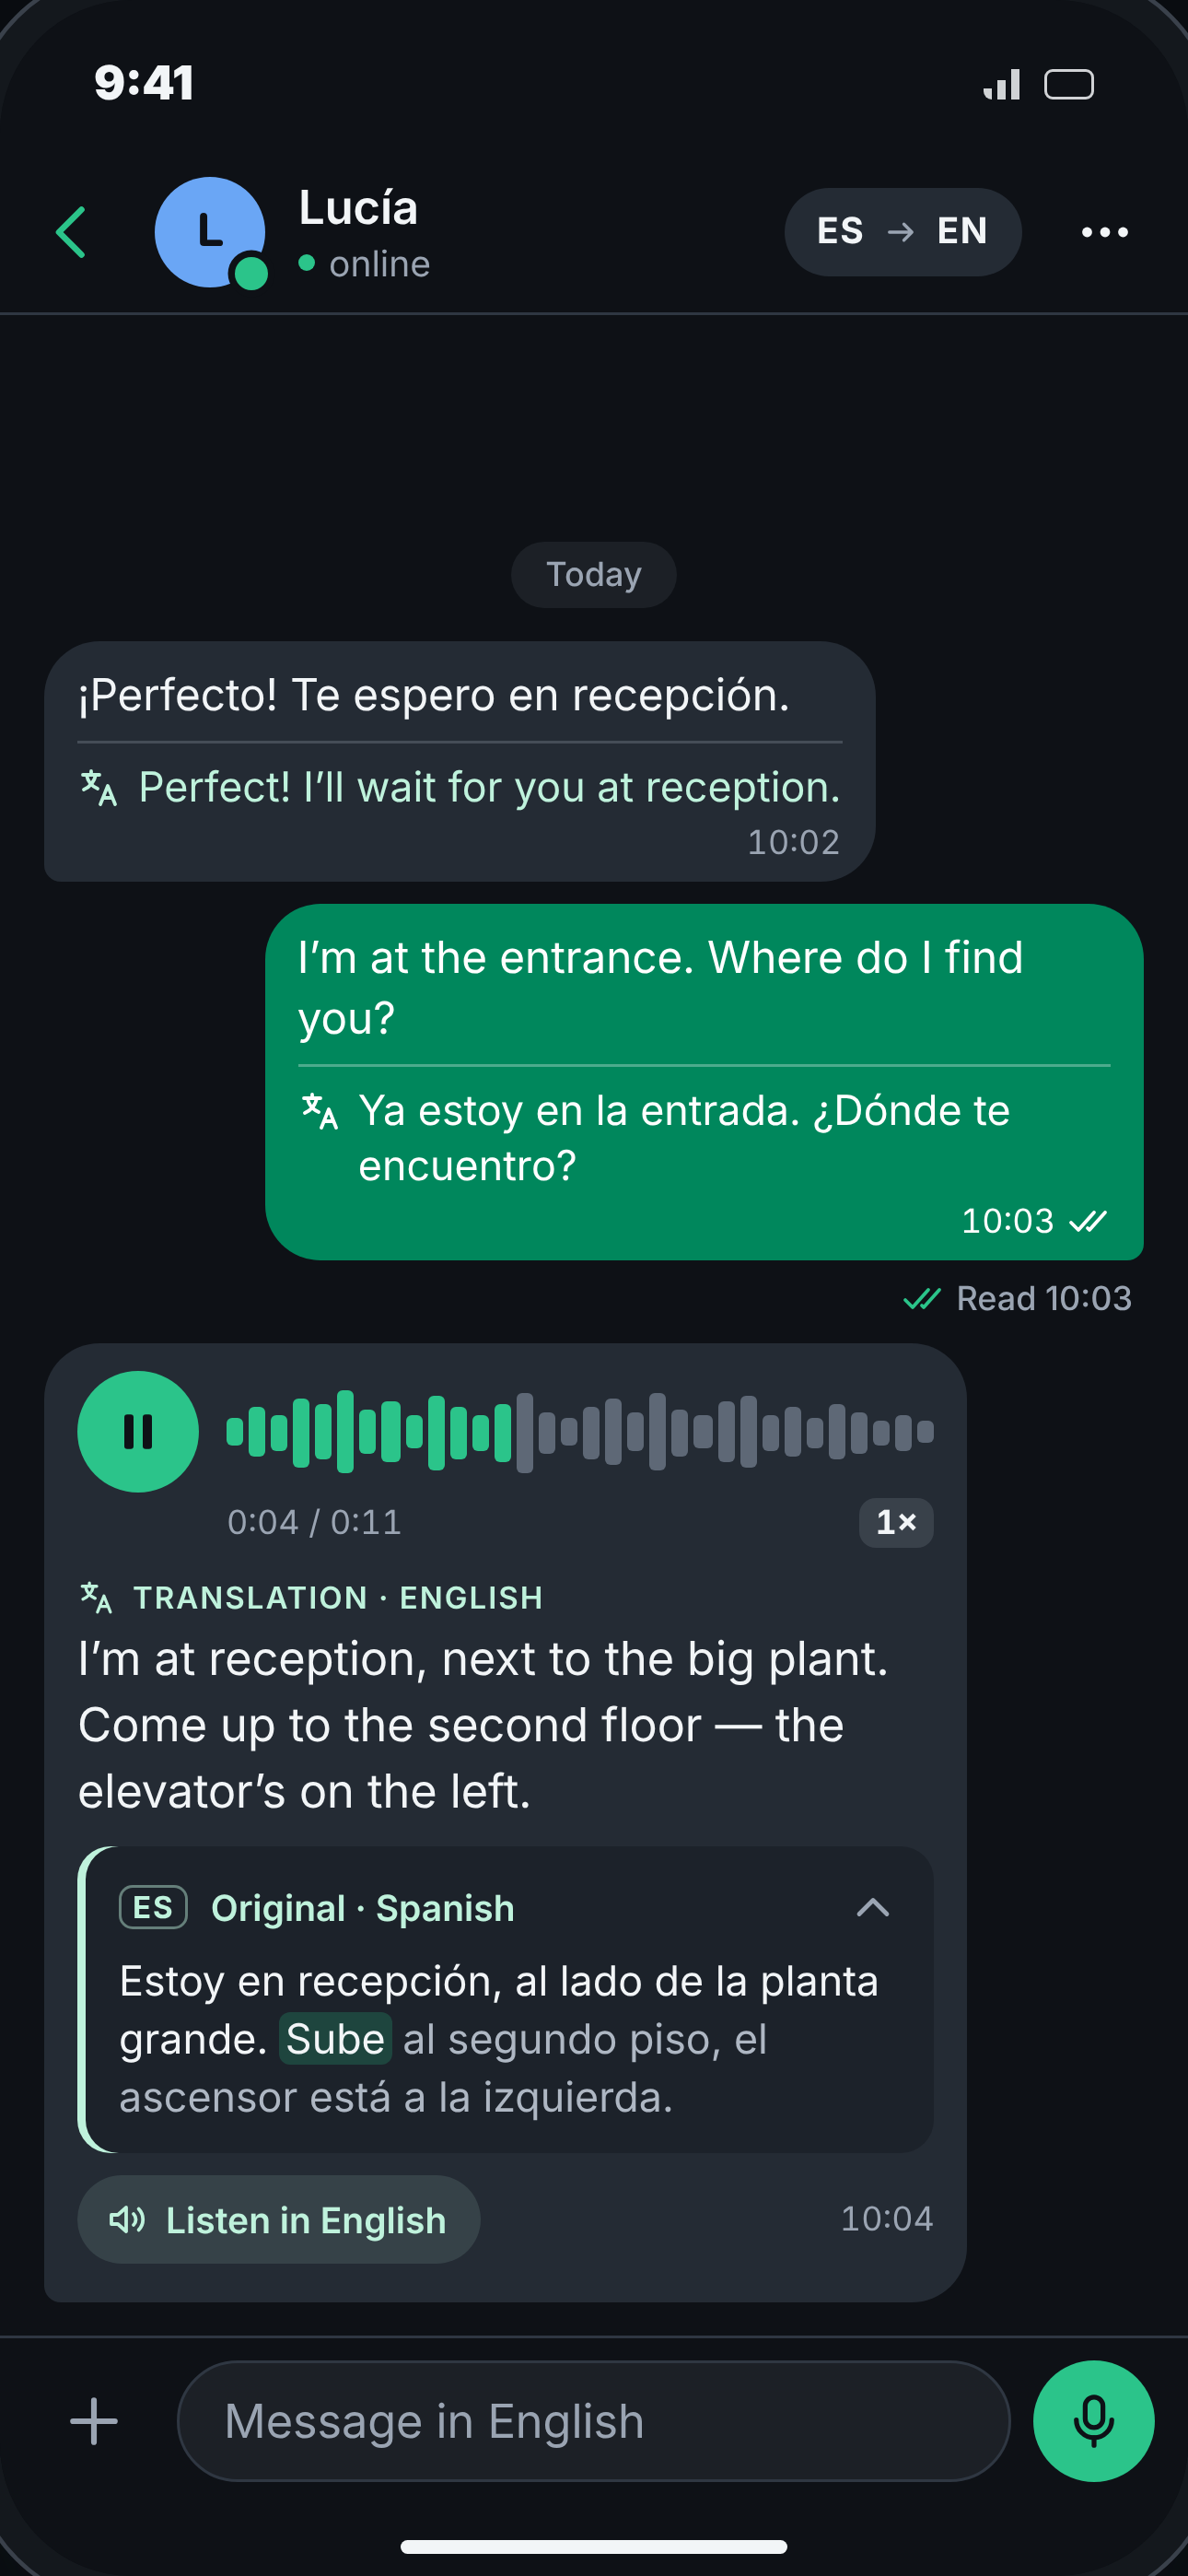 9:41
L
Lucía
online
ES → EN
Today
¡Perfecto! Te espero en recepción.
Perfect! I’ll wait for you at reception.
10:02
I’m at the entrance. Where do I find
you?
Ya estoy en la entrada. ¿Dónde te
encuentro?
10:03
Read 10:03
0:04 / 0:11
1×
TRANSLATION · ENGLISH
I’m at reception, next to the big plant.
Come up to the second floor — the
elevator’s on the left.
ES Original · Spanish
Estoy en recepción, al lado de la planta
grande. Sube al segundo piso, el
ascensor está a la izquierda.
Listen in English
10:04
Message in English